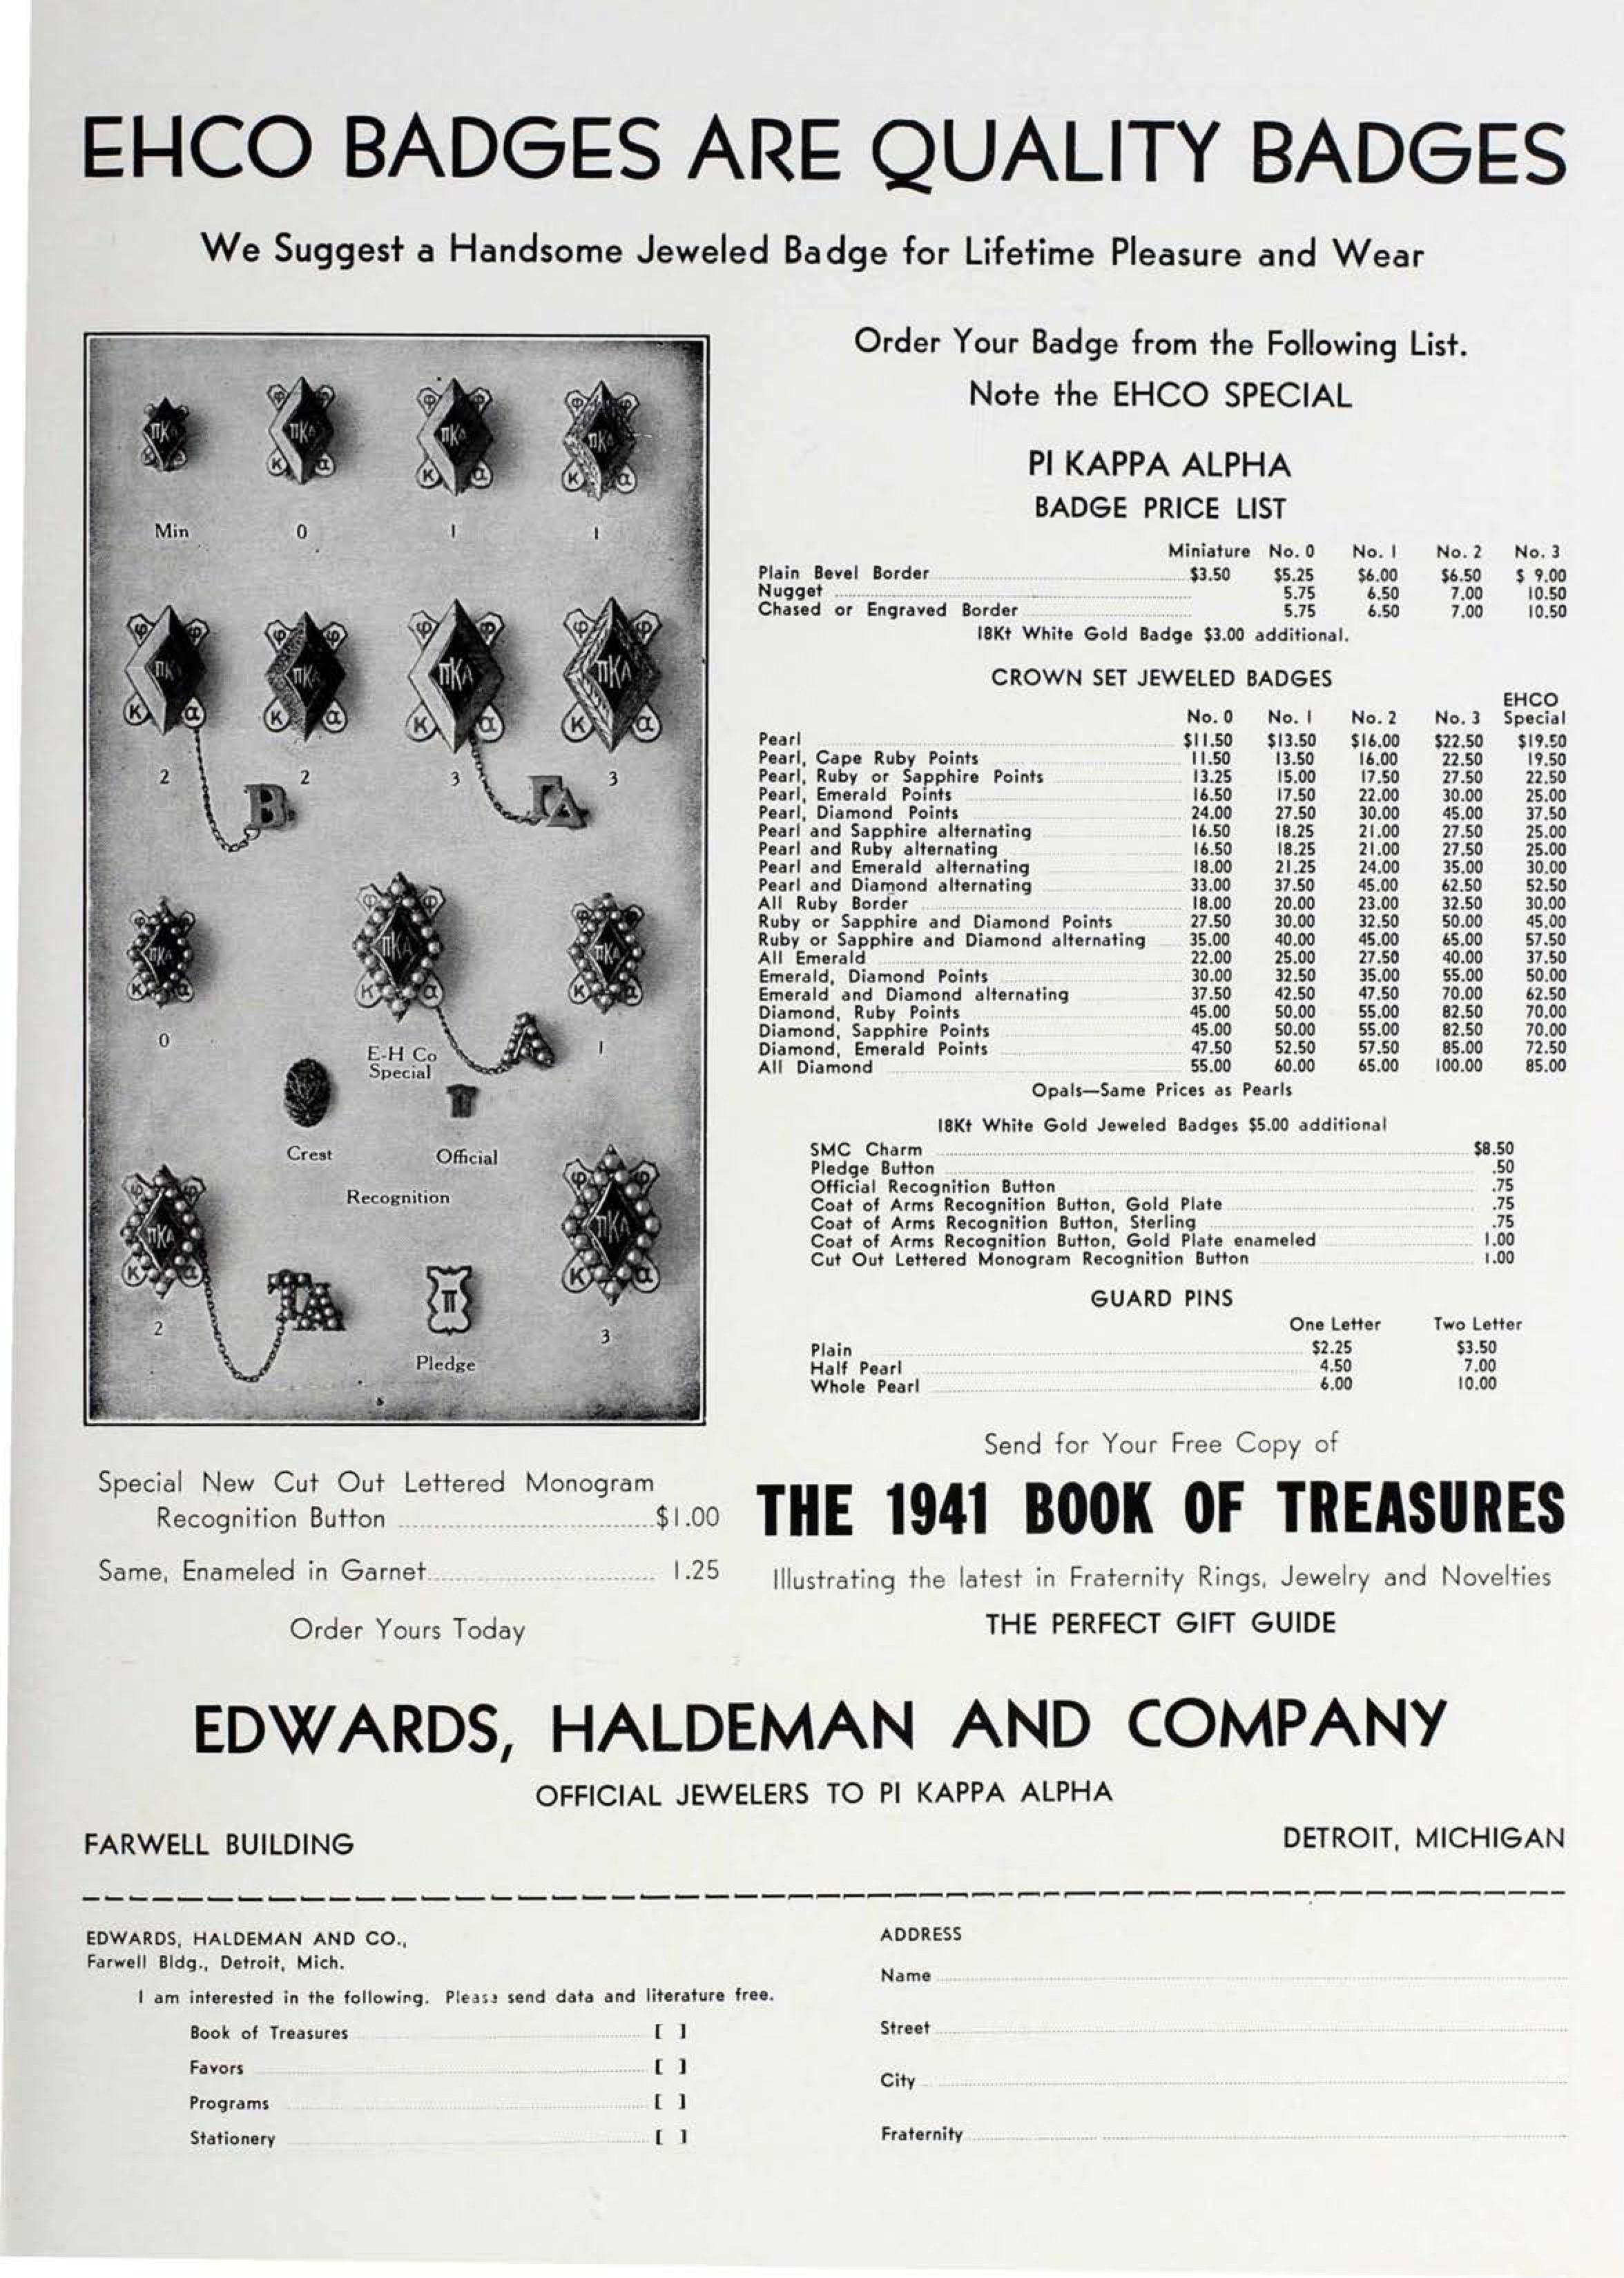 EHCO BADGES ARE QUALITY BADGES
We Suggest a Handsome Jeweled Badge for Lifetime Pleasure and Wear
ΠΚΑ
Min
0
1
1
2
2
3
3
B
ΓΔ
0
E-H Co
Special
A
1
Crest
Official
Recognition
2
ΤΑ
Π
Pledge
3
Order Your Badge from the Following List.
Note the EHCO SPECIAL
PI KAPPA ALPHA
BADGE PRICE LIST
Miniature No. 0 No. 1 No. 2 No. 3
Plain Bevel Border $3.50 $5.25 $6.00 $6.50 $ 9.00
Nugget 5.75 6.50 7.00 10.50
Chased or Engraved Border 5.75 6.50 7.00 10.50
18Kt White Gold Badge $3.00 additional.
CROWN SET JEWELED BADGES
EHCO
No. 0 No. 1 No. 2 No. 3 Special
Pearl $11.50 $13.50 $16.00 $22.50 $19.50
Pearl, Cape Ruby Points 11.50 13.50 16.00 22.50 19.50
Pearl, Ruby or Sapphire Points 13.25 15.00 17.50 27.50 22.50
Pearl, Emerald Points 16.50 17.50 22.00 30.00 25.00
Pearl, Diamond Points 24.00 27.50 30.00 45.00 37.50
Pearl and Sapphire alternating 16.50 18.25 21.00 27.50 25.00
Pearl and Ruby alternating 16.50 18.25 21.00 27.50 25.00
Pearl and Emerald alternating 18.00 21.25 24.00 35.00 30.00
Pearl and Diamond alternating 33.00 37.50 45.00 62.50 52.50
All Ruby Border 18.00 20.00 23.00 32.50 30.00
Ruby or Sapphire and Diamond Points 27.50 30.00 32.50 50.00 45.00
Ruby or Sapphire and Diamond alternating 35.00 40.00 45.00 65.00 57.50
All Emerald 22.00 25.00 27.50 40.00 37.50
Emerald, Diamond Points 30.00 32.50 35.00 55.00 50.00
Emerald and Diamond alternating 37.50 42.50 47.50 70.00 62.50
Diamond, Ruby Points 45.00 50.00 55.00 82.50 70.00
Diamond, Sapphire Points 45.00 50.00 55.00 82.50 70.00
Diamond, Emerald Points 47.50 52.50 57.50 85.00 72.50
All Diamond 55.00 60.00 65.00 100.00 85.00
Opals—Same Prices as Pearls
18Kt White Gold Jeweled Badges $5.00 additional
SMC Charm $8.50
Pledge Button .50
Official Recognition Button .75
Coat of Arms Recognition Button, Gold Plate .75
Coat of Arms Recognition Button, Sterling .75
Coat of Arms Recognition Button, Gold Plate enameled 1.00
Cut Out Lettered Monogram Recognition Button 1.00
GUARD PINS
One Letter Two Letter
Plain $2.25 $3.50
Half Pearl 4.50 7.00
Whole Pearl 6.00 10.00
Special New Cut Out Lettered Monogram
Recognition Button $1.00
Same, Enameled in Garnet 1.25
Order Yours Today
Send for Your Free Copy of
THE 1941 BOOK OF TREASURES
Illustrating the latest in Fraternity Rings, Jewelry and Novelties
THE PERFECT GIFT GUIDE
EDWARDS, HALDEMAN AND COMPANY
OFFICIAL JEWELERS TO PI KAPPA ALPHA
FARWELL BUILDING DETROIT, MICHIGAN
EDWARDS, HALDEMAN AND CO.,
Farwell Bldg., Detroit, Mich.
I am interested in the following. Please send data and literature free.
Book of Treasures [ ]
Favors [ ]
Programs [ ]
Stationery [ ]
ADDRESS
Name
Street
City
Fraternity